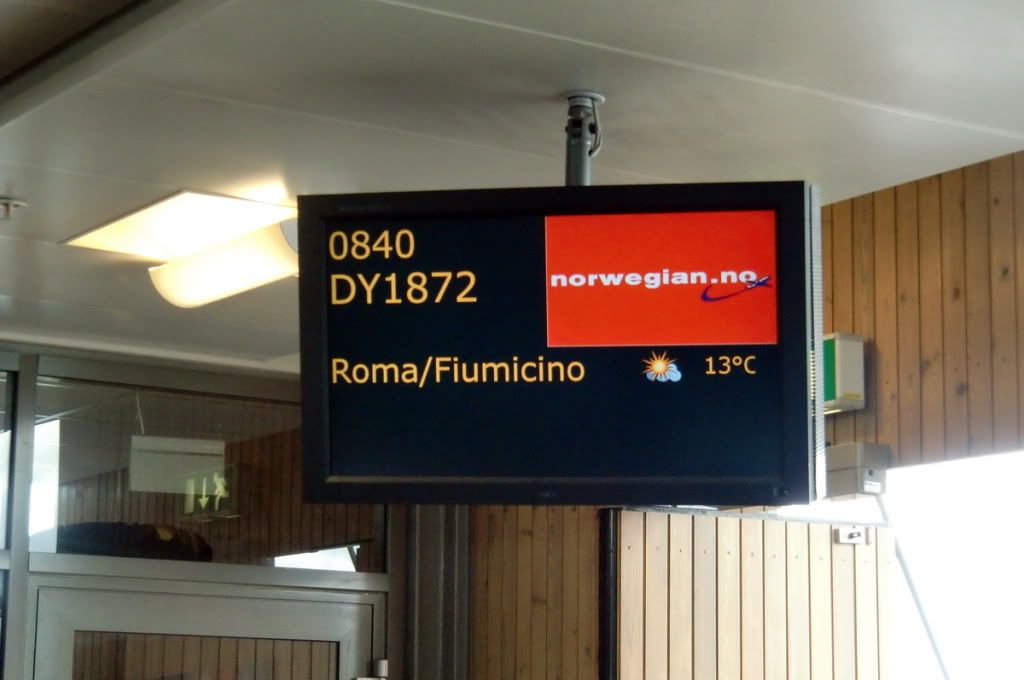 0840
DY1872
norwegian.no
Roma/Fiumicino 13°C